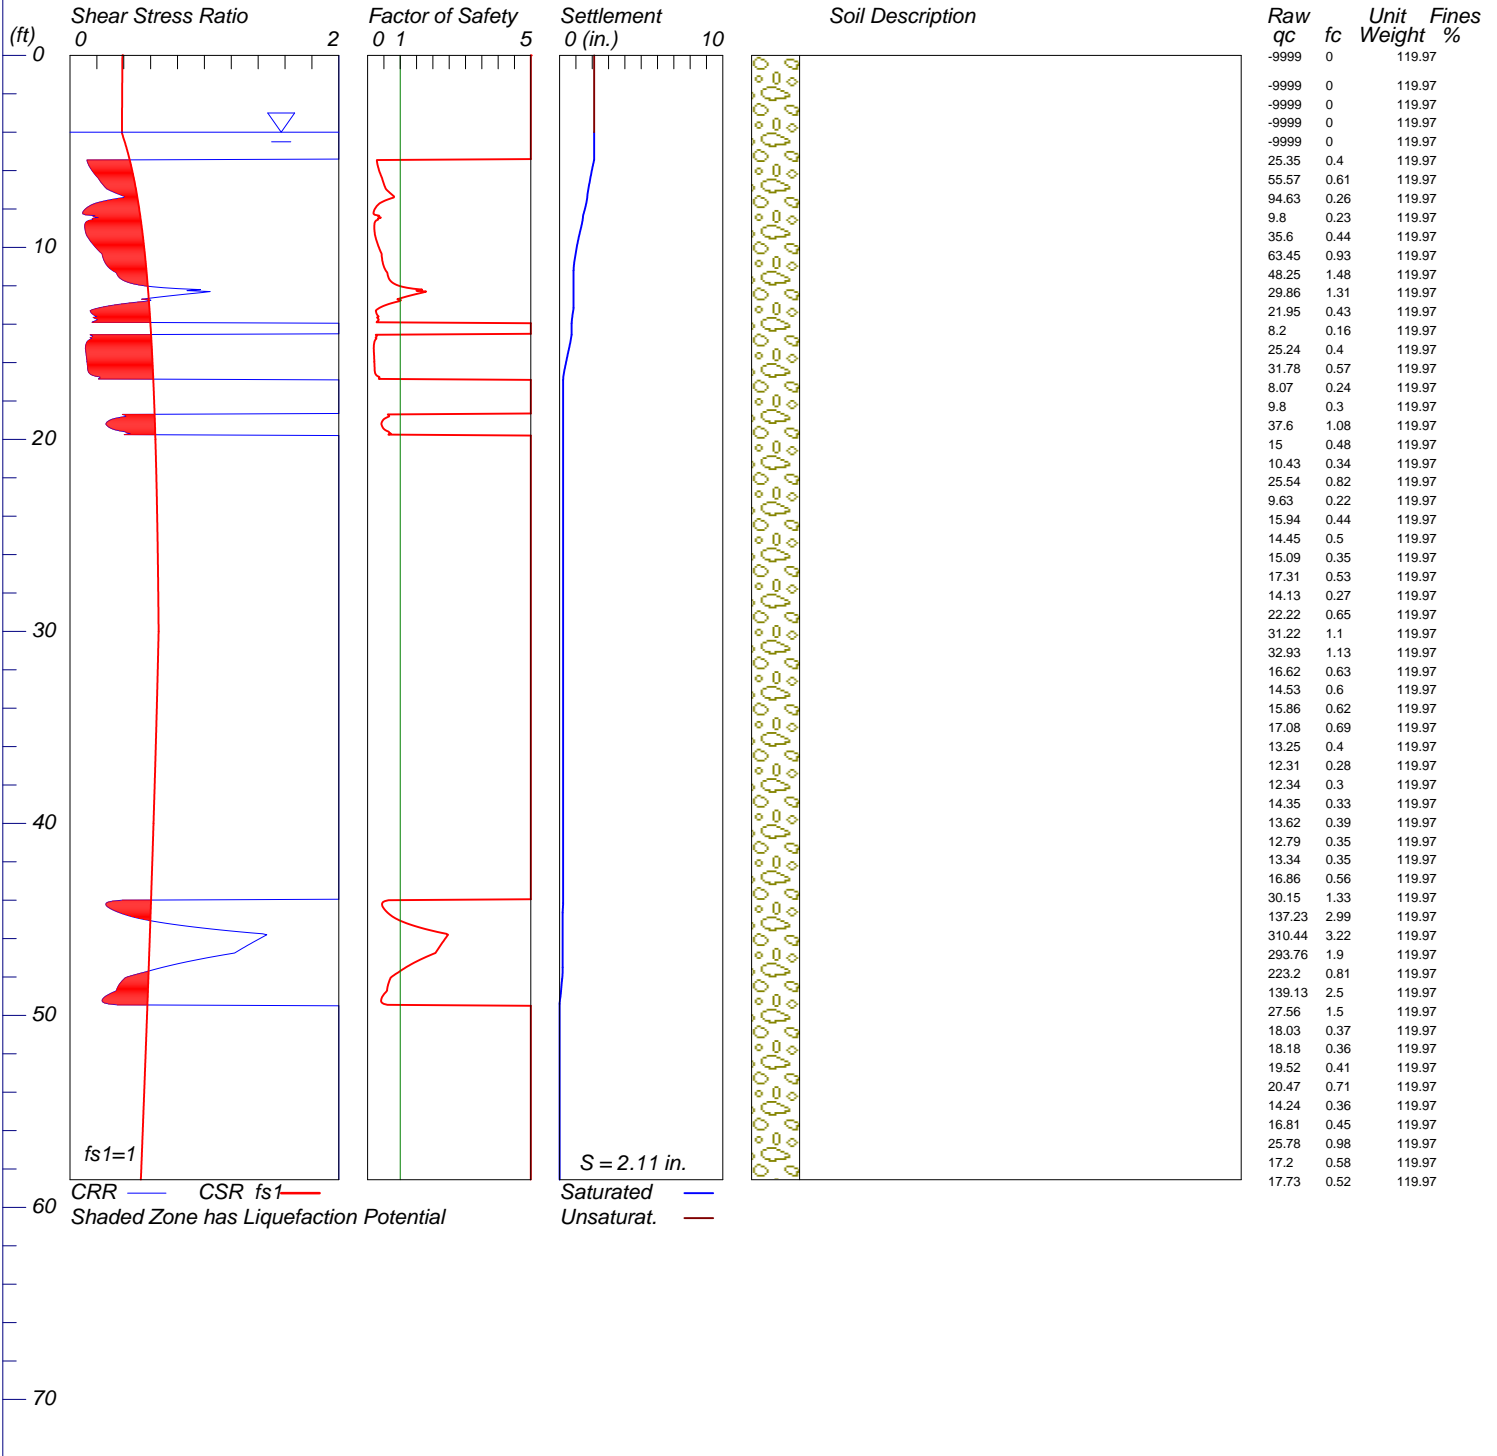 Shear Stress Ratio Factor of Safety Settlement Soil Description Raw Unit Fines
(ft) 0 2 0 1 5 0 (in.) 10 qc fc Weight %
0 -9999 0 119.97
-9999 0 119.97
-9999 0 119.97
-9999 0 119.97
-9999 0 119.97
25.35 0.4 119.97
55.57 0.61 119.97
94.63 0.26 119.97
9.8 0.23 119.97
10 35.6 0.44 119.97
63.45 0.93 119.97
48.25 1.48 119.97
29.86 1.31 119.97
21.95 0.43 119.97
8.2 0.16 119.97
25.24 0.4 119.97
31.78 0.57 119.97
8.07 0.24 119.97
9.8 0.3 119.97
37.6 1.08 119.97
20 15 0.48 119.97
10.43 0.34 119.97
25.54 0.82 119.97
9.63 0.22 119.97
15.94 0.44 119.97
14.45 0.5 119.97
15.09 0.35 119.97
17.31 0.53 119.97
14.13 0.27 119.97
22.22 0.65 119.97
30 31.22 1.1 119.97
32.93 1.13 119.97
16.62 0.63 119.97
14.53 0.6 119.97
15.86 0.62 119.97
17.08 0.69 119.97
13.25 0.4 119.97
12.31 0.28 119.97
12.34 0.3 119.97
14.35 0.33 119.97
40 13.62 0.39 119.97
12.79 0.35 119.97
13.34 0.35 119.97
16.86 0.56 119.97
30.15 1.33 119.97
137.23 2.99 119.97
310.44 3.22 119.97
293.76 1.9 119.97
223.2 0.81 119.97
139.13 2.5 119.97
50 27.56 1.5 119.97
18.03 0.37 119.97
18.18 0.36 119.97
19.52 0.41 119.97
20.47 0.71 119.97
14.24 0.36 119.97
16.81 0.45 119.97
25.78 0.98 119.97
fs1=1 S = 2.11 in. 17.2 0.58 119.97
17.73 0.52 119.97
CRR CSR fs1 Saturated
60
Shaded Zone has Liquefaction Potential Unsaturat.
70